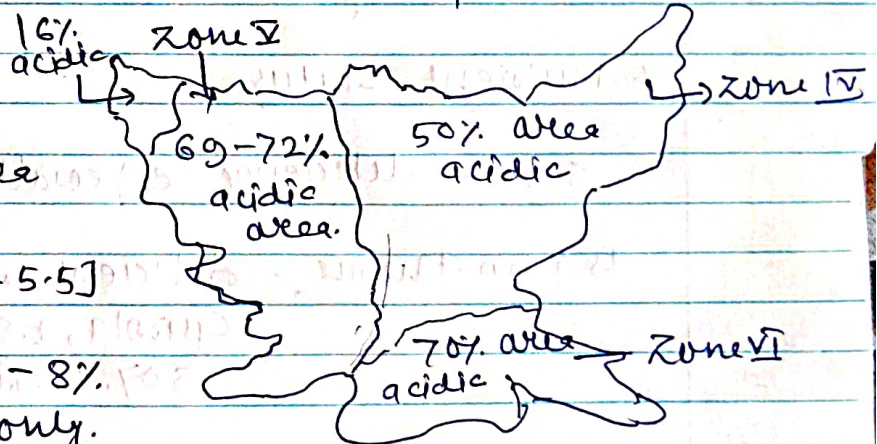 16% acidic
Zone V
Zone IV
69-72% acidic area.
50% area acidic
5.5]
70% area acidic
Zone VI
- 8%.
only.